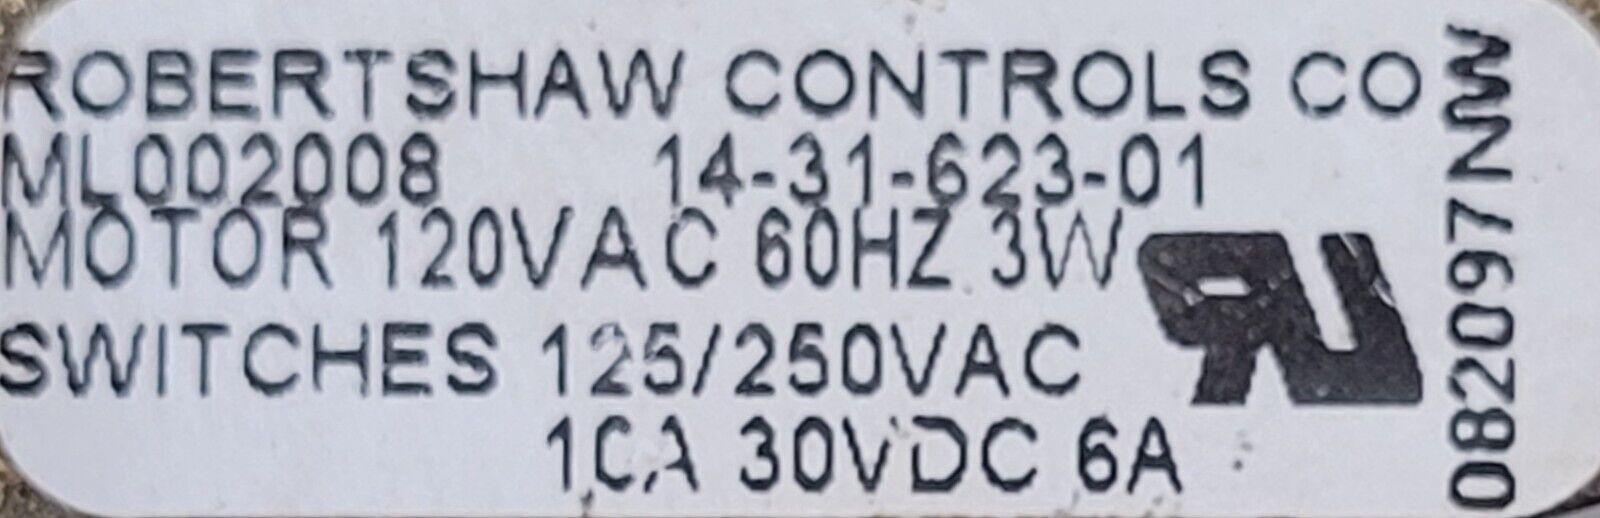 ROBERTSHAW CONTROLS CO
ML002008 14-31-623-01
MOTOR 120VAC 60HZ 3W
SWITCHES 125/250VAC
10A 30VDC 6A
082097NW